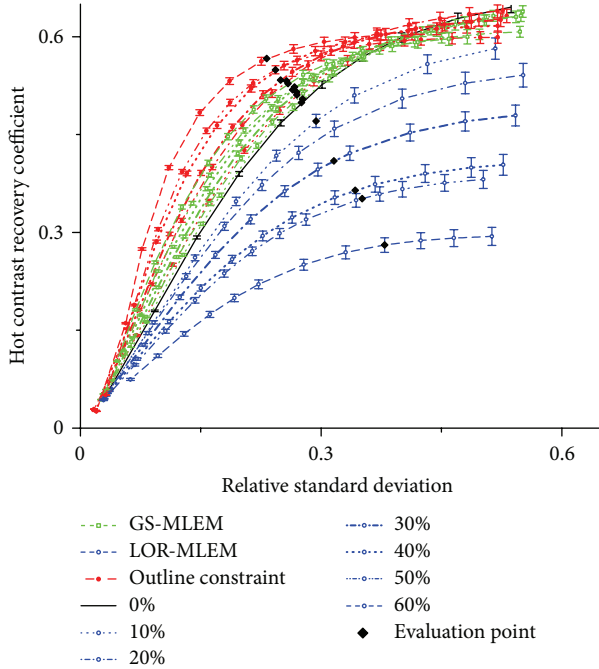 0.6
0.3
0
Hot contrast recovery coefficient
0 0.3 0.6
Relative standard deviation
GS-MLEM
LOR-MLEM
Outline constraint
0%
10%
20%
30%
40%
50%
60%
Evaluation point